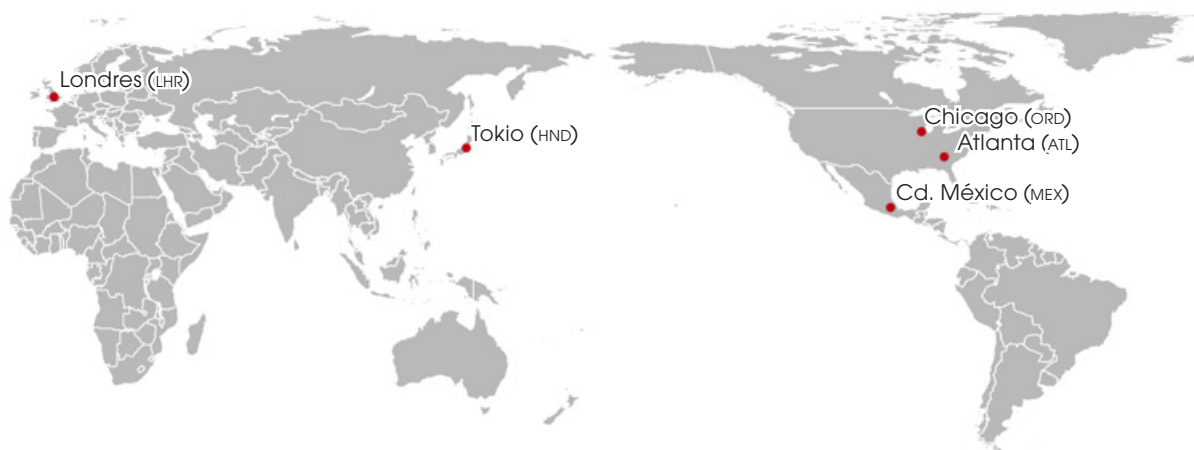 Londres (LHR)
Tokio (HND)
Chicago (ORD)
Atlanta (ATL)
Cd. México (MEX)